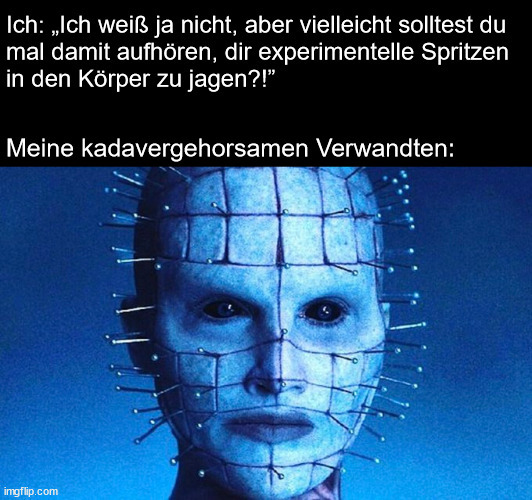 Ich: „Ich weiß ja nicht, aber vielleicht solltest du
mal damit aufhören, dir experimentelle Spritzen
in den Körper zu jagen?!”
Meine kadavergehorsamen Verwandten:
imgflip.com